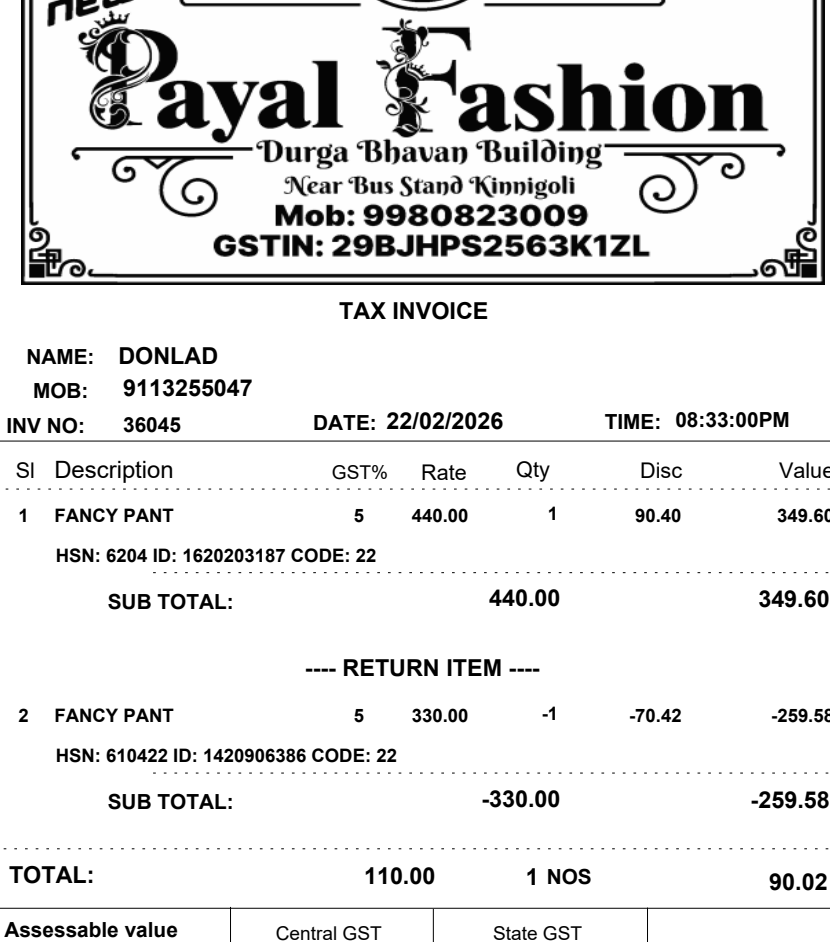 new
Payal Fashion
Durga Bhavan Building
Near Bus Stand Kinnigoli
Mob: 9980823009
GSTIN: 29BJHPS2563K1ZL
TAX INVOICE
NAME: DONLAD
MOB: 9113255047
INV NO: 36045 DATE: 22/02/2026 TIME: 08:33:00PM
Sl Description GST% Rate Qty Disc Value
1 FANCY PANT 5 440.00 1 90.40 349.60
HSN: 6204 ID: 1620203187 CODE: 22
SUB TOTAL: 440.00 349.60
---- RETURN ITEM ----
2 FANCY PANT 5 330.00 -1 -70.42 -259.58
HSN: 610422 ID: 1420906386 CODE: 22
SUB TOTAL: -330.00 -259.58
TOTAL: 110.00 1 NOS 90.02
Assessable value Central GST State GST